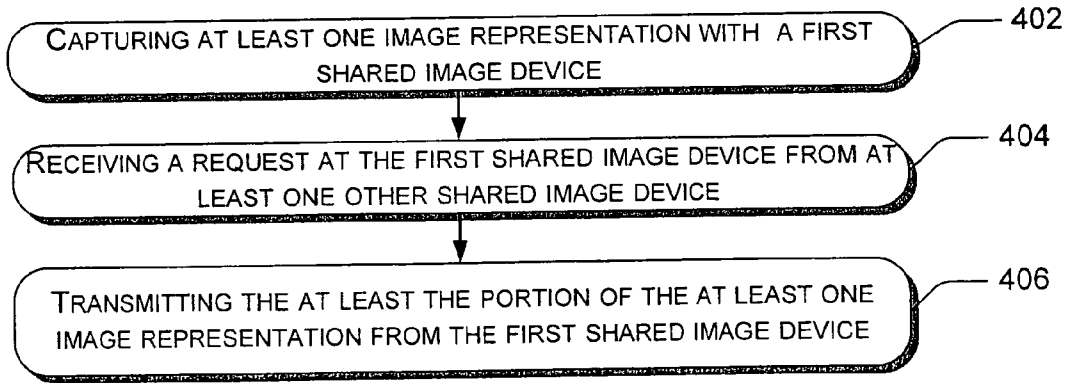 CAPTURING AT LEAST ONE IMAGE REPRESENTATION WITH A FIRST
SHARED IMAGE DEVICE
402
RECEIVING A REQUEST AT THE FIRST SHARED IMAGE DEVICE FROM AT
LEAST ONE OTHER SHARED IMAGE DEVICE
404
TRANSMITTING THE AT LEAST THE PORTION OF THE AT LEAST ONE
IMAGE REPRESENTATION FROM THE FIRST SHARED IMAGE DEVICE
406